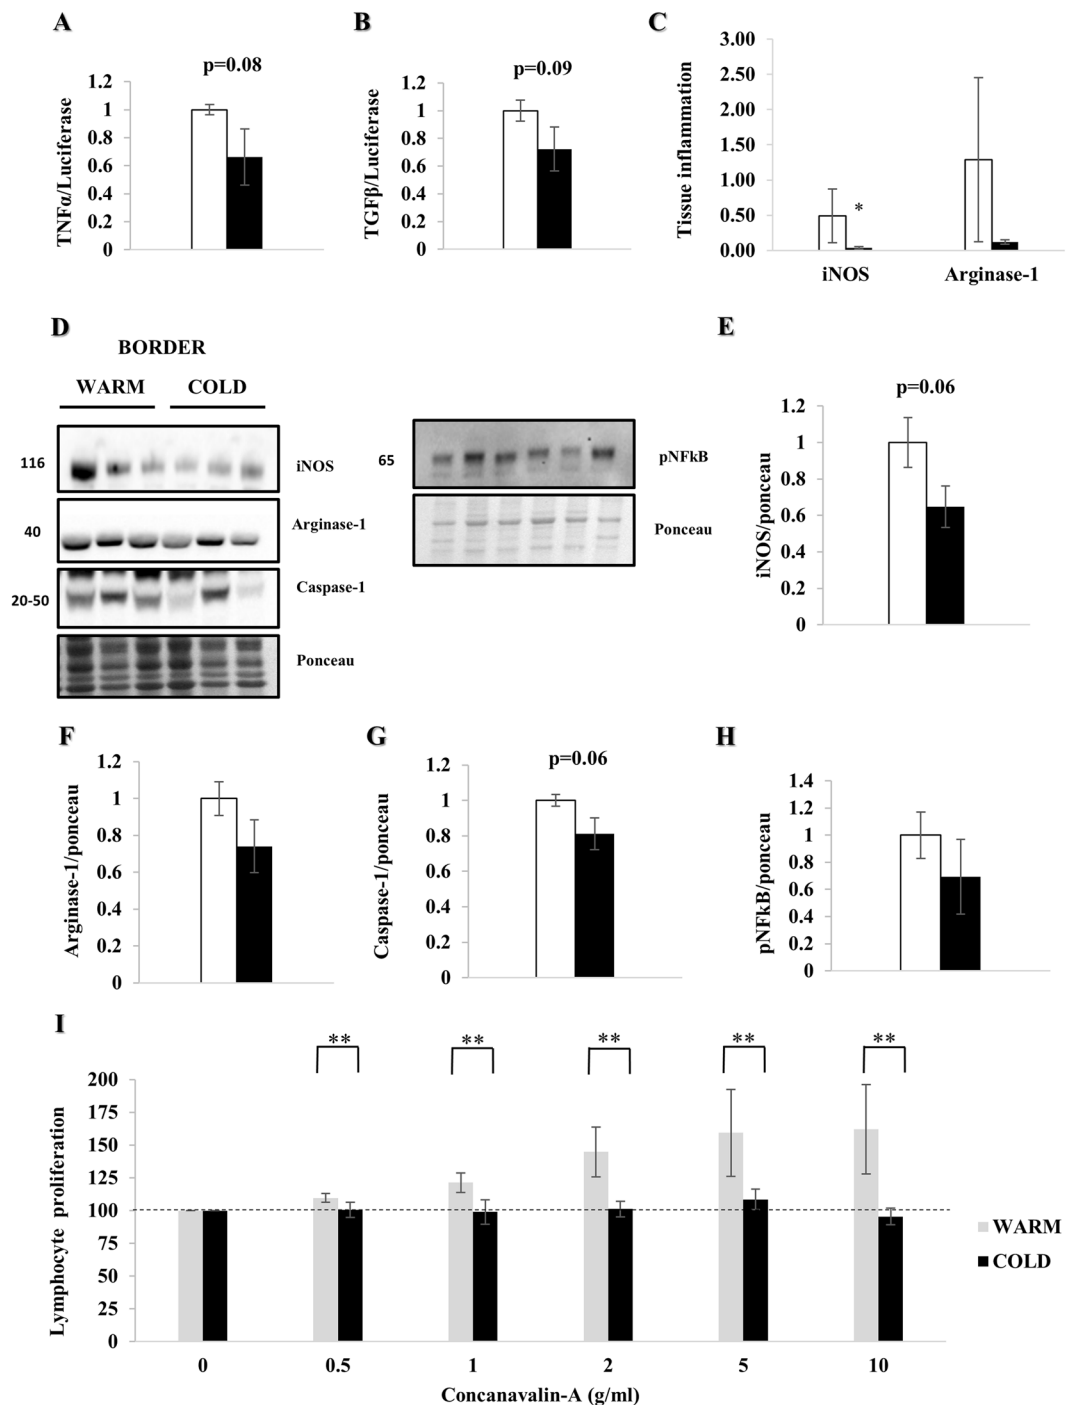 A
p=0.08
TNFα/Luciferase
1.2
1
0.8
0.6
0.4
0.2
0
B
p=0.09
TGFβ/Luciferase
1.2
1
0.8
0.6
0.4
0.2
0
C
Tissue inflammation
3.00
2.50
2.00
1.50
1.00
0.50
0.00
*
iNOS Arginase-1
D
BORDER
WARM COLD
116 iNOS
40 Arginase-1
20-50 Caspase-1
Ponceau
65 pNFkB
Ponceau
E
p=0.06
iNOS/ponceau
1.2
1
0.8
0.6
0.4
0.2
0
F
Arginase-1/ponceau
1.2
1
0.8
0.6
0.4
0.2
0
G
p=0.06
Caspase-1/ponceau
1.2
1
0.8
0.6
0.4
0.2
0
H
pNFkB/ponceau
1.4
1.2
1
0.8
0.6
0.4
0.2
0
I
** ** ** ** **
Lymphocyte proliferation
200
175
150
125
100
75
50
25
0
0 0.5 1 2 5 10
Concanavalin-A (g/ml)
WARM
COLD